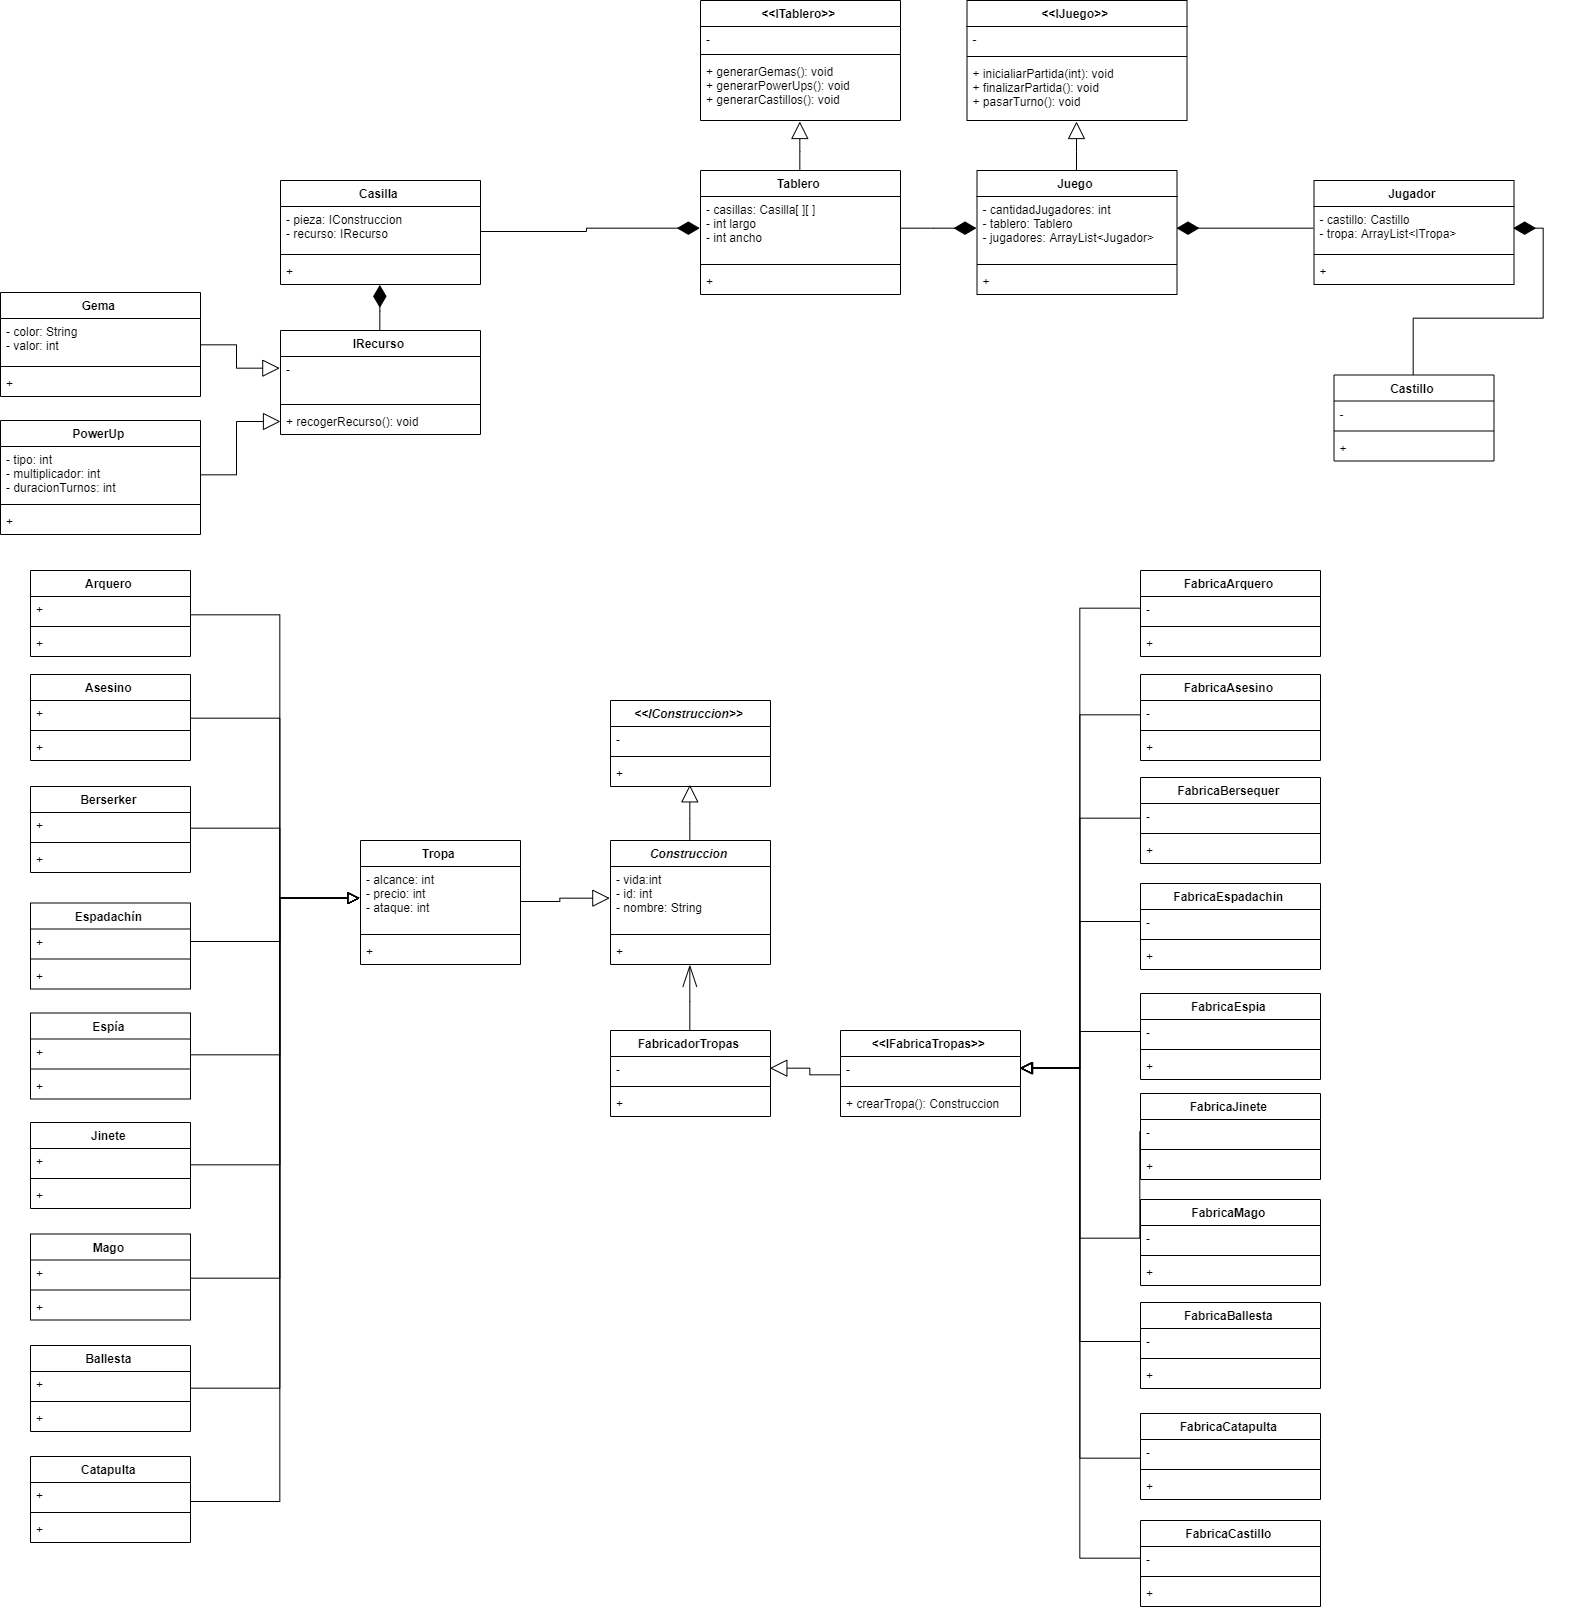 <<ITablero>>
-
+ generarGemas(): void
+ generarPowerUps(): void
+ generarCastillos(): void
<<IJuego>>
-
+ inicialiarPartida(int): void
+ finalizarPartida(): void
+ pasarTurno(): void
Casilla
- pieza: IConstruccion
- recurso: IRecurso
+
Tablero
- casillas: Casilla[ ][ ]
- int largo
- int ancho
+
Juego
- cantidadJugadores: int
- tablero: Tablero
- jugadores: ArrayList<Jugador>
+
Jugador
- castillo: Castillo
- tropa: ArrayList<ITropa>
+
Gema
- color: String
- valor: int
+
IRecurso
-
+ recogerRecurso(): void
Castillo
-
+
PowerUp
- tipo: int
- multiplicador: int
- duracionTurnos: int
+
Arquero
+
+
Asesino
+
+
Berserker
+
+
Espadachín
+
+
Espía
+
+
Jinete
+
+
Mago
+
+
Ballesta
+
+
Catapulta
+
+
Tropa
- alcance: int
- precio: int
- ataque: int
+
<<IConstruccion>>
-
+
Construccion
- vida:int
- id: int
- nombre: String
+
FabricadorTropas
-
+
<<IFabricaTropas>>
-
+ crearTropa(): Construccion
FabricaArquero
-
+
FabricaAsesino
-
+
FabricaBersequer
-
+
FabricaEspadachin
-
+
FabricaEspia
-
+
FabricaJinete
-
+
FabricaMago
-
+
FabricaBallesta
-
+
FabricaCatapulta
-
+
FabricaCastillo
-
+